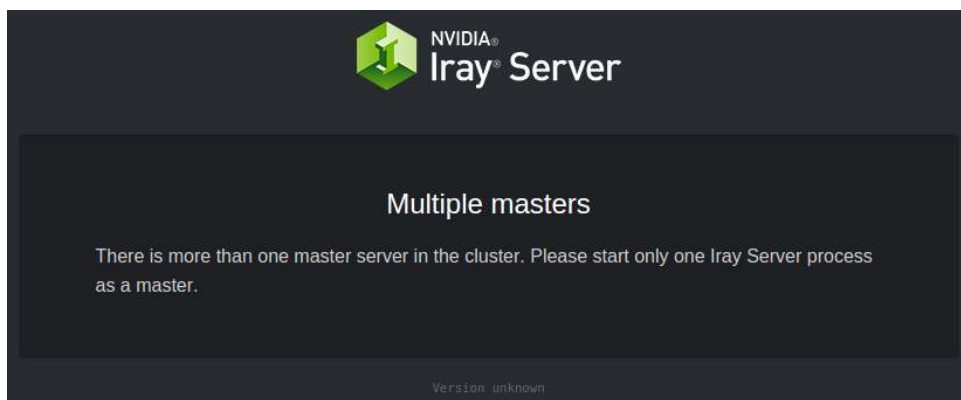 NVIDIA®
Iray® Server
Multiple masters
There is more than one master server in the cluster. Please start only one Iray Server process
as a master.
Version unknown